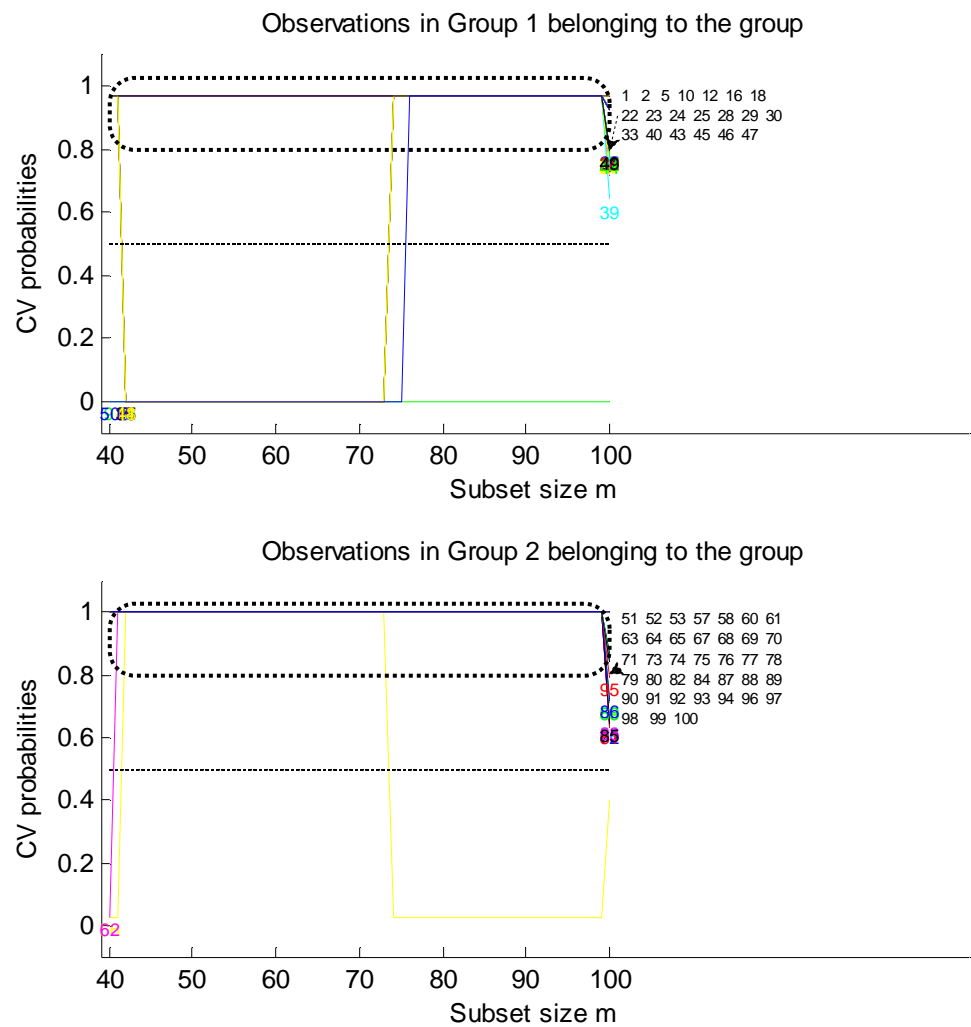 Observations in Group 1 belonging to the group
1
0.8
0.6
0.4
0.2
0
CV probabilities
1 2 5 10 12 16 18
22 23 24 25 28 29 30
33 40 43 45 46 47
39
50
40 50 60 70 80 90 100
Subset size m
Observations in Group 2 belonging to the group
1
0.8
0.6
0.4
0.2
0
CV probabilities
51 52 53 57 58 60 61
63 64 65 67 68 69 70
71 73 74 75 76 77 78
79 80 82 84 87 88 89
90 91 92 93 94 96 97
98 99 100
95
86
85
62
40 50 60 70 80 90 100
Subset size m